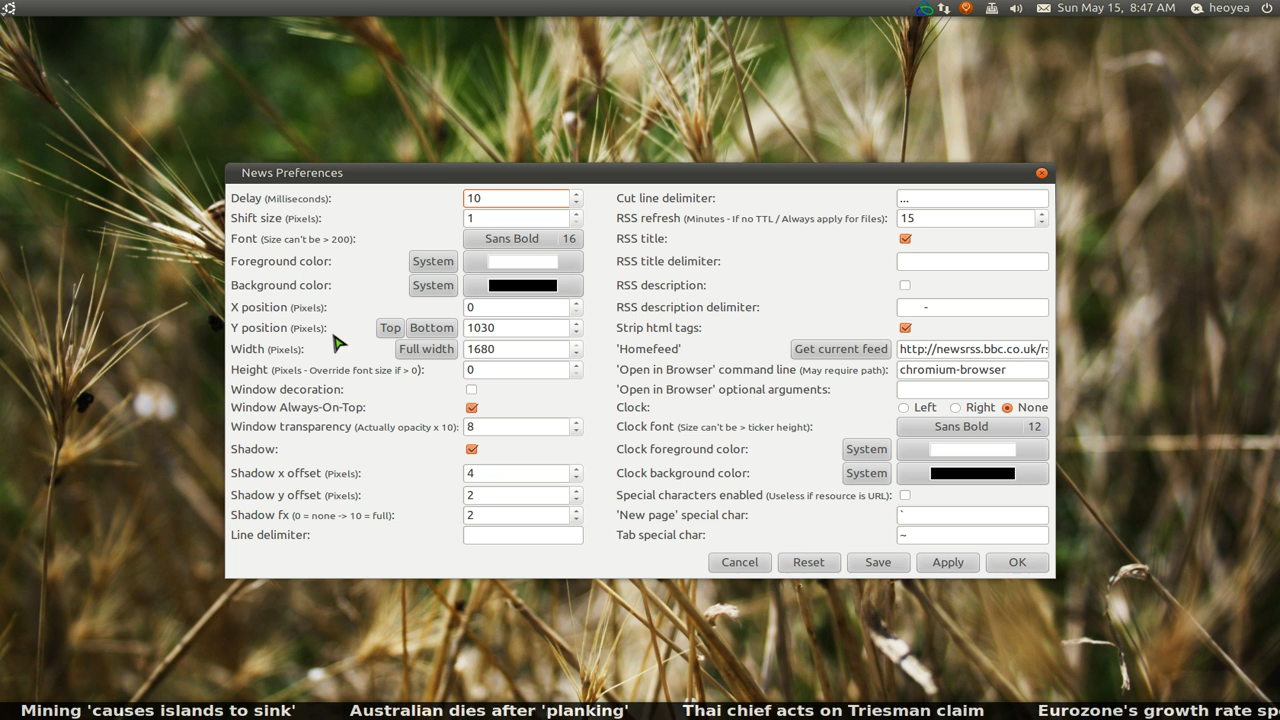 Sun May 15, 8:47 AM heoyea
News Preferences
Delay (Milliseconds): 10 Cut line delimiter: ...
Shift size (Pixels): 1 RSS refresh (Minutes - If no TTL / Always apply for files): 15
Font (Size can't be > 200): Sans Bold 16 RSS title:
Foreground color: System RSS title delimiter:
Background color: System RSS description:
X position (Pixels): 0 RSS description delimiter: -
Y position (Pixels): Top Bottom 1030 Strip html tags:
Width (Pixels): Full width 1680 'Homefeed' Get current feed http://newsrss.bbc.co.uk/rs
Height (Pixels - Override font size if > 0): 0 'Open in Browser' command line (May require path): chromium-browser
Window decoration: 'Open in Browser' optional arguments:
Window Always-On-Top: Clock: Left Right None
Window transparency (Actually opacity x 10): 8 Clock font (Size can't be > ticker height): Sans Bold 12
Shadow: Clock foreground color: System
Shadow x offset (Pixels): 4 Clock background color: System
Shadow y offset (Pixels): 2 Special characters enabled (Useless if resource is URL):
Shadow fx (0 = none -> 10 = full): 2 'New page' special char: `
Line delimiter: Tab special char: ~
Cancel Reset Save Apply OK
Mining 'causes islands to sink' Australian dies after 'planking' Thai chief acts on Triesman claim Eurozone's growth rate sp